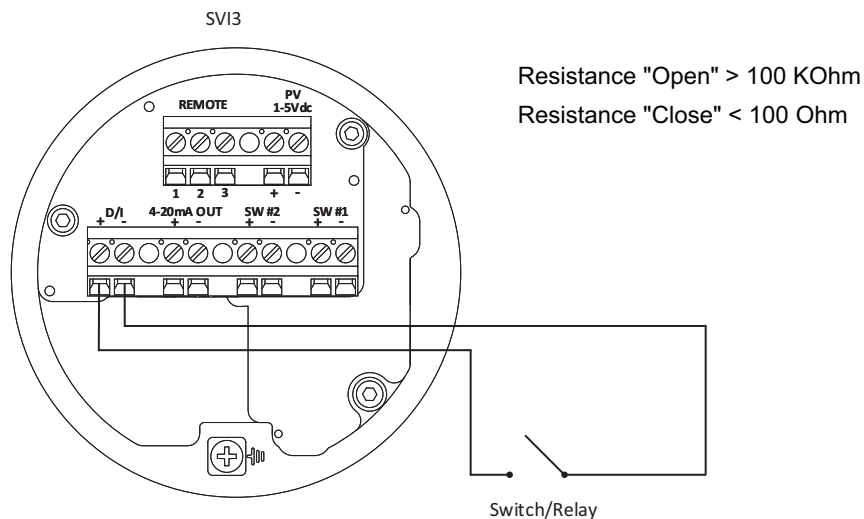 SVI3
Resistance "Open" > 100 KOhm
Resistance "Close" < 100 Ohm
PV
REMOTE 1-5Vdc
1 2 3 + -
D/I 4-20mA OUT SW #2 SW #1
+ - + - + - + -
Switch/Relay